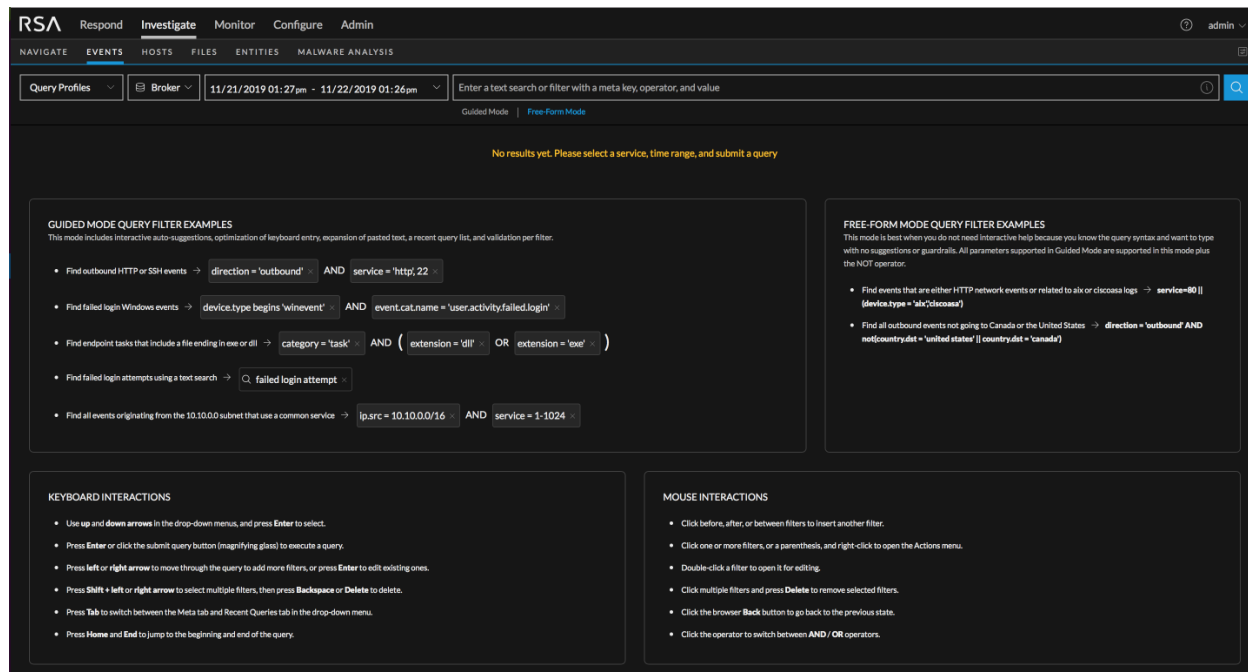 RSA Respond Investigate Monitor Configure Admin admin
NAVIGATE EVENTS HOSTS FILES ENTITIES MALWARE ANALYSIS
Query Profiles Broker 11/21/2019 01:27pm - 11/22/2019 01:26pm Enter a text search or filter with a meta key, operator, and value
Guided Mode | Free-Form Mode
No results yet. Please select a service, time range, and submit a query
GUIDED MODE QUERY FILTER EXAMPLES
This mode includes interactive auto-suggestions, optimization of keyboard entry, expansion of pasted text, a recent query list, and validation per filter.
• Find outbound HTTP or SSH events → direction = 'outbound' × AND service = 'http', 22 ×
• Find failed login Windows events → device.type begins 'winevent' × AND event.cat.name = 'user.activity.failed.login' ×
• Find endpoint tasks that include a file ending in exe or dll → category = 'task' × AND ( extension = 'dll' × OR extension = 'exe' × )
• Find failed login attempts using a text search → failed login attempt ×
• Find all events originating from the 10.10.0.0 subnet that use a common service → ip.src = 10.10.0.0/16 × AND service = 1-1024 ×
FREE-FORM MODE QUERY FILTER EXAMPLES
This mode is best when you do not need interactive help because you know the query syntax and want to type
with no suggestions or guardrails. All parameters supported in Guided Mode are supported in this mode plus
the NOT operator.
• Find events that are either HTTP network events or related to aix or ciscoasa logs → service=80 ||
(device.type = 'aix','ciscoasa')
• Find all outbound events not going to Canada or the United States → direction = 'outbound' AND
not(country.dst = 'united states' || country.dst = 'canada')
KEYBOARD INTERACTIONS
• Use up and down arrows in the drop-down menus, and press Enter to select.
• Press Enter or click the submit query button (magnifying glass) to execute a query.
• Press left or right arrow to move through the query to add more filters, or press Enter to edit existing ones.
• Press Shift + left or right arrow to select multiple filters, then press Backspace or Delete to delete.
• Press Tab to switch between the Meta tab and Recent Queries tab in the drop-down menu.
• Press Home and End to jump to the beginning and end of the query.
MOUSE INTERACTIONS
• Click before, after, or between filters to insert another filter.
• Click one or more filters, or a parenthesis, and right-click to open the Actions menu.
• Double-click a filter to open it for editing.
• Click multiple filters and press Delete to remove selected filters.
• Click the browser Back button to go back to the previous state.
• Click the operator to switch between AND / OR operators.